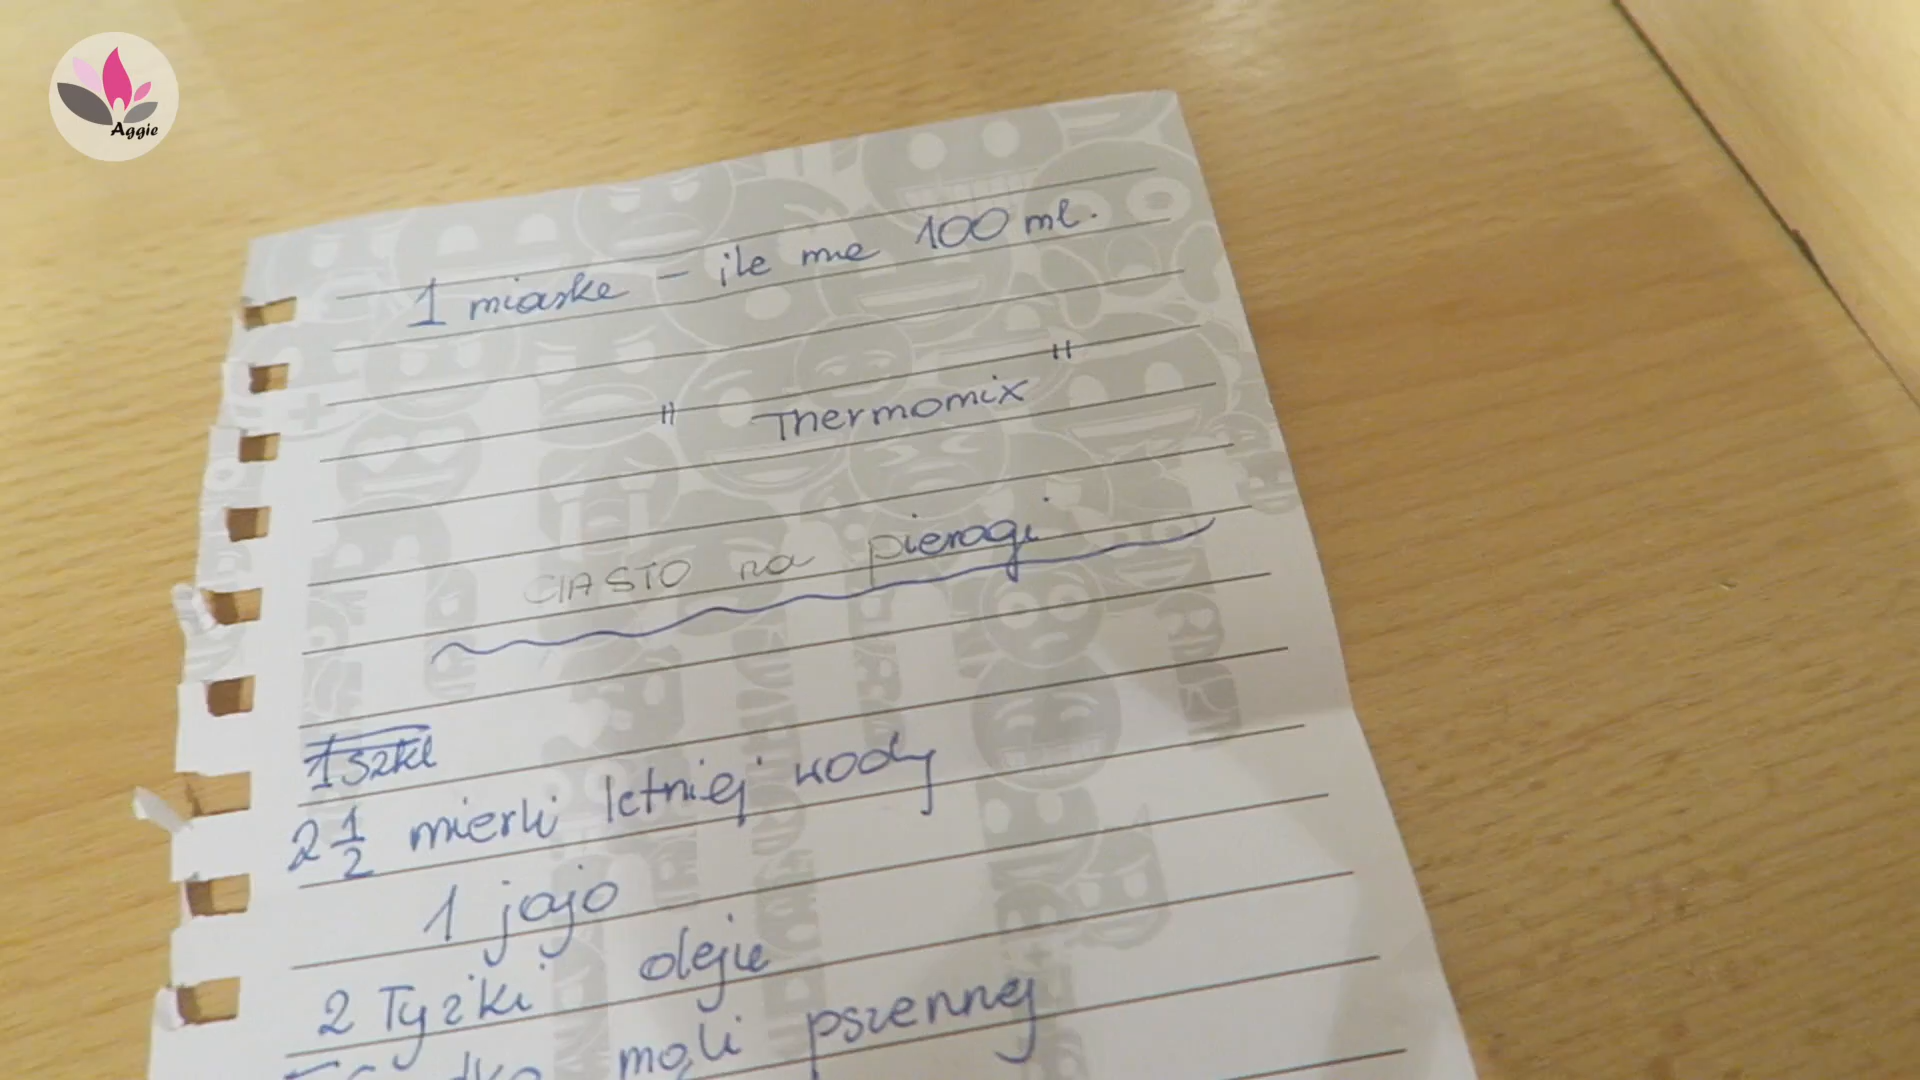 Aggie
1 miarka - ile ma 100 ml.
" Thermomix "
CIASTO na pierogi
1 szkl
2 1/2 miarki letniej wody
1 jajo
2 łyżki oleju
mąki pszennej